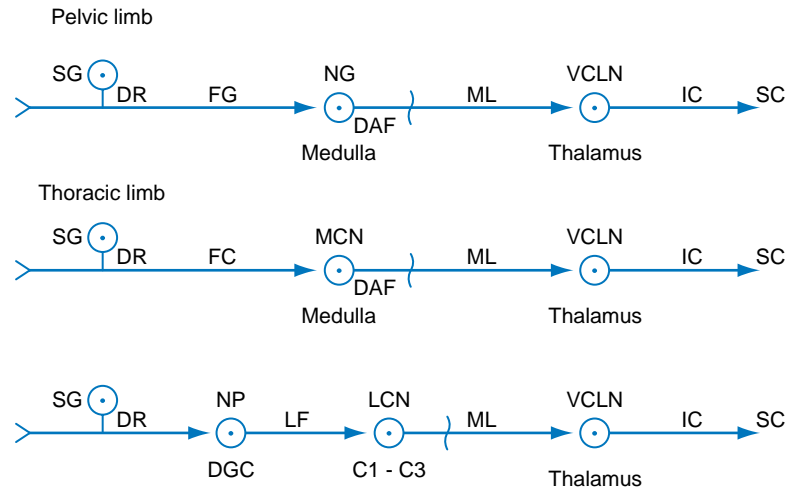 Pelvic limb
SG NG VCLN
DR FG ML IC SC
DAF
Medulla Thalamus
Thoracic limb
SG MCN VCLN
DR FC ML IC SC
DAF
Medulla Thalamus
SG NP LCN VCLN
DR LF ML IC SC
DGC C1 - C3 Thalamus